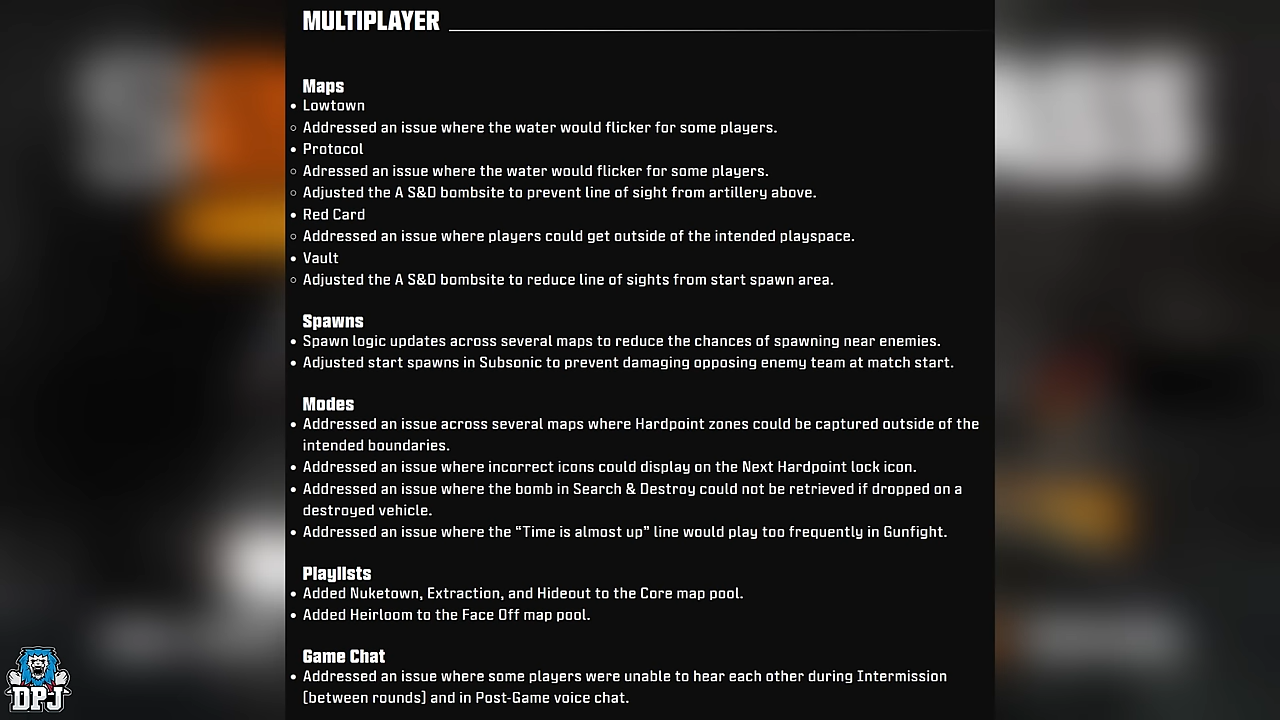 MULTIPLAYER
Maps
• Lowtown
○ Addressed an issue where the water would flicker for some players.
• Protocol
○ Adressed an issue where the water would flicker for some players.
○ Adjusted the A S&D bombsite to prevent line of sight from artillery above.
• Red Card
○ Addressed an issue where players could get outside of the intended playspace.
• Vault
○ Adjusted the A S&D bombsite to reduce line of sights from start spawn area.
Spawns
• Spawn logic updates across several maps to reduce the chances of spawning near enemies.
• Adjusted start spawns in Subsonic to prevent damaging opposing enemy team at match start.
Modes
• Addressed an issue across several maps where Hardpoint zones could be captured outside of the
intended boundaries.
• Addressed an issue where incorrect icons could display on the Next Hardpoint lock icon.
• Addressed an issue where the bomb in Search & Destroy could not be retrieved if dropped on a
destroyed vehicle.
• Addressed an issue where the “Time is almost up” line would play too frequently in Gunfight.
Playlists
• Added Nuketown, Extraction, and Hideout to the Core map pool.
• Added Heirloom to the Face Off map pool.
Game Chat
• Addressed an issue where some players were unable to hear each other during Intermission
(between rounds) and in Post-Game voice chat.
DPJ